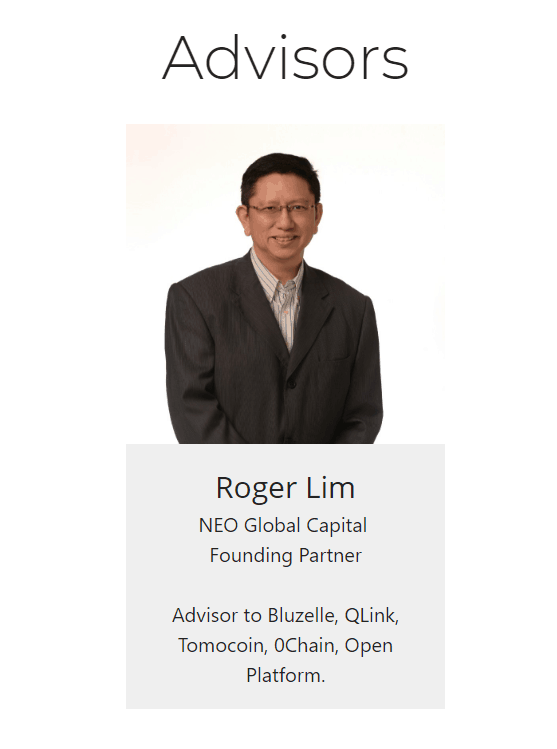 Advisors
Roger Lim
NEO Global Capital
Founding Partner
Advisor to Bluzelle, QLink,
Tomocoin, 0Chain, Open
Platform.